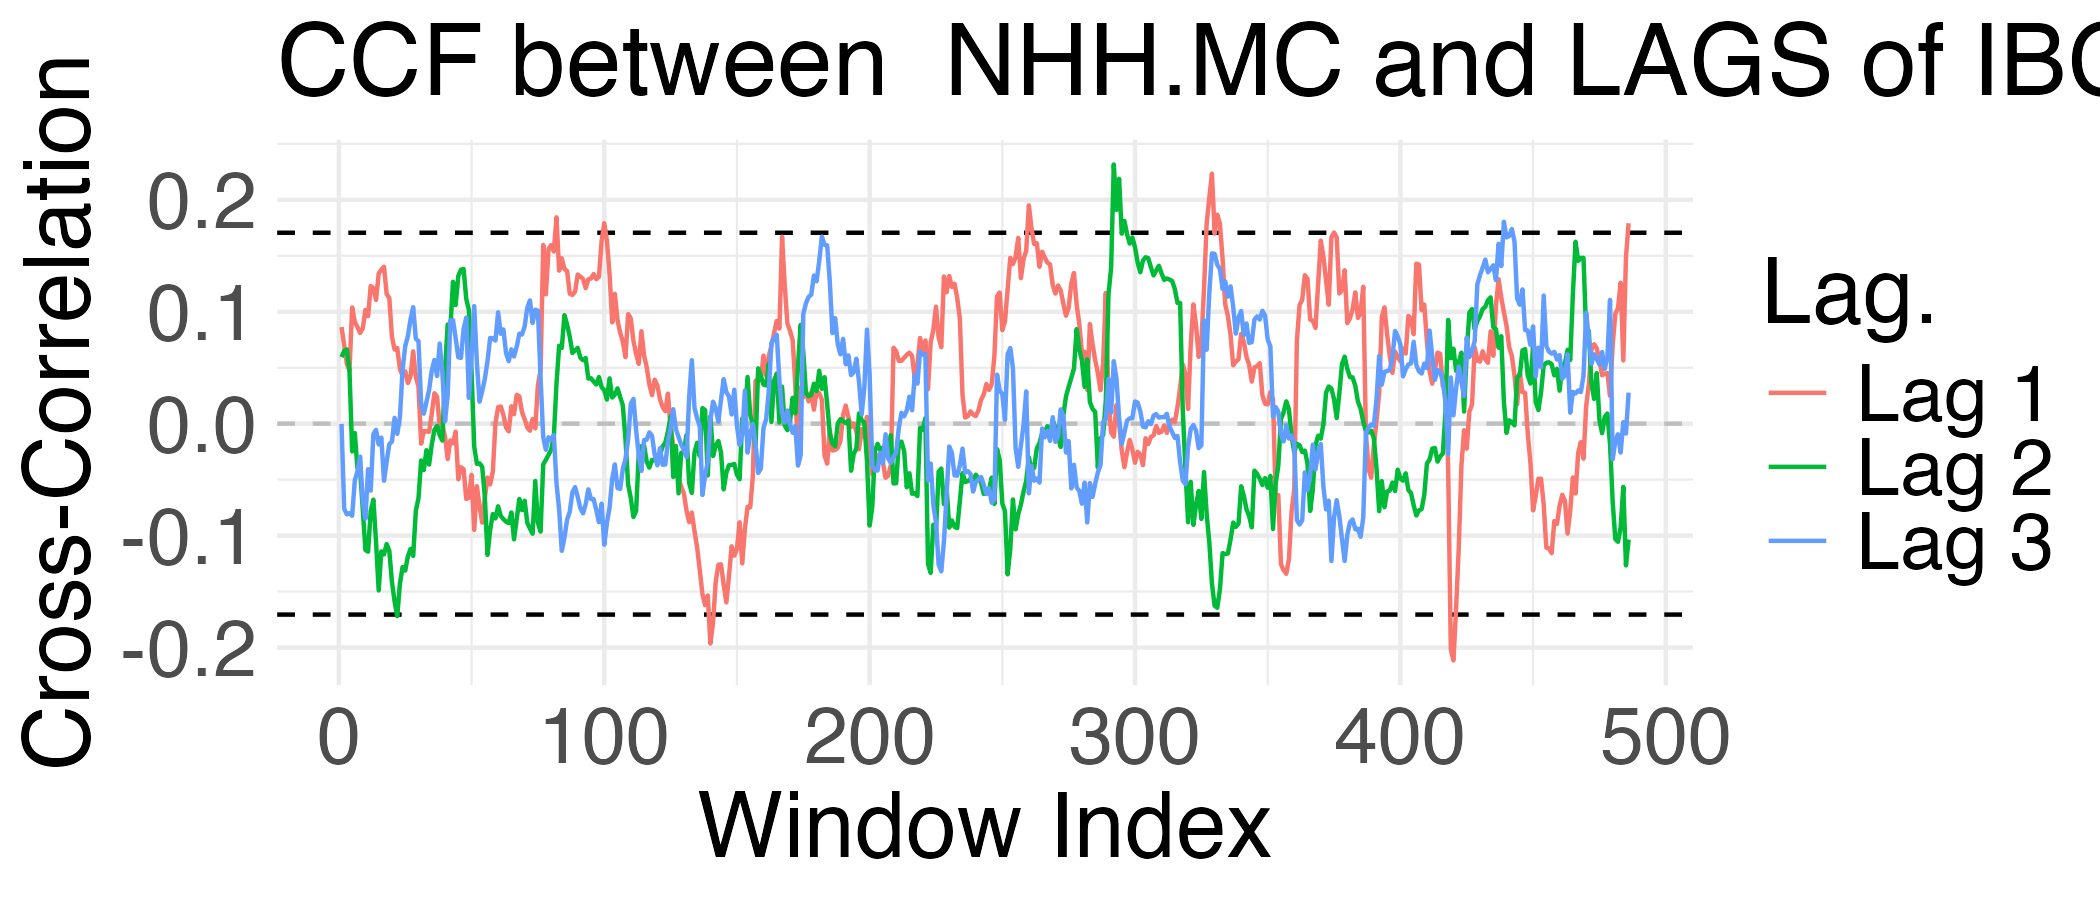 CCF between  NHH.MC and LAGS of
Cross-Correlation
0.2
0.1
0.0
-0.1
-0.2
0 100 200 300 400 500
Window Index
Lag.
Lag 1
Lag 2
Lag 3